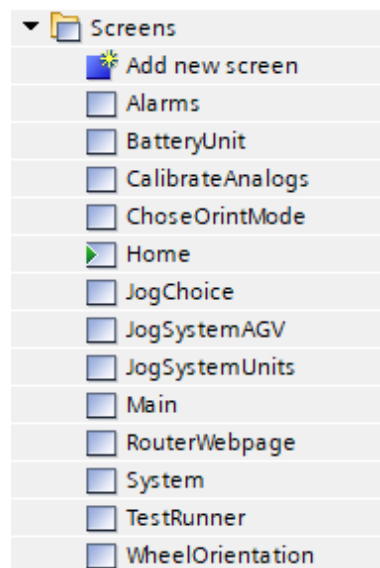 Screens
Add new screen
Alarms
BatteryUnit
CalibrateAnalogs
ChoseOrintMode
Home
JogChoice
JogSystemAGV
JogSystemUnits
Main
RouterWebpage
System
TestRunner
WheelOrientation